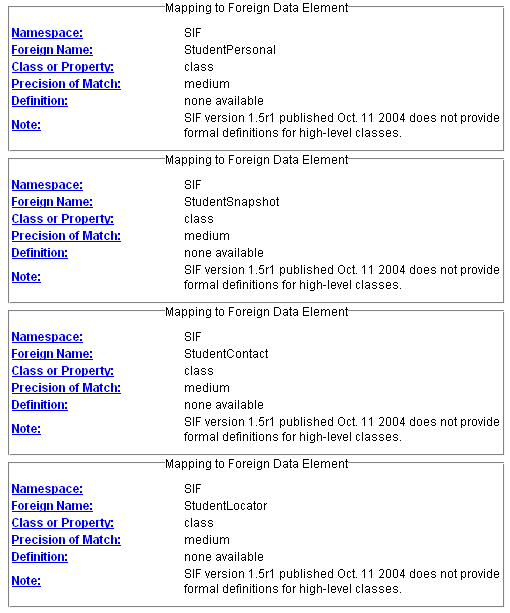 Mapping to Foreign Data Element
Namespace: SIF
Foreign Name: StudentPersonal
Class or Property: class
Precision of Match: medium
Definition: none available
Note: SIF version 1.5r1 published Oct. 11 2004 does not provide
formal definitions for high-level classes.
Mapping to Foreign Data Element
Namespace: SIF
Foreign Name: StudentSnapshot
Class or Property: class
Precision of Match: medium
Definition: none available
Note: SIF version 1.5r1 published Oct. 11 2004 does not provide
formal definitions for high-level classes.
Mapping to Foreign Data Element
Namespace: SIF
Foreign Name: StudentContact
Class or Property: class
Precision of Match: medium
Definition: none available
Note: SIF version 1.5r1 published Oct. 11 2004 does not provide
formal definitions for high-level classes.
Mapping to Foreign Data Element
Namespace: SIF
Foreign Name: StudentLocator
Class or Property: class
Precision of Match: medium
Definition: none available
Note: SIF version 1.5r1 published Oct. 11 2004 does not provide
formal definitions for high-level classes.